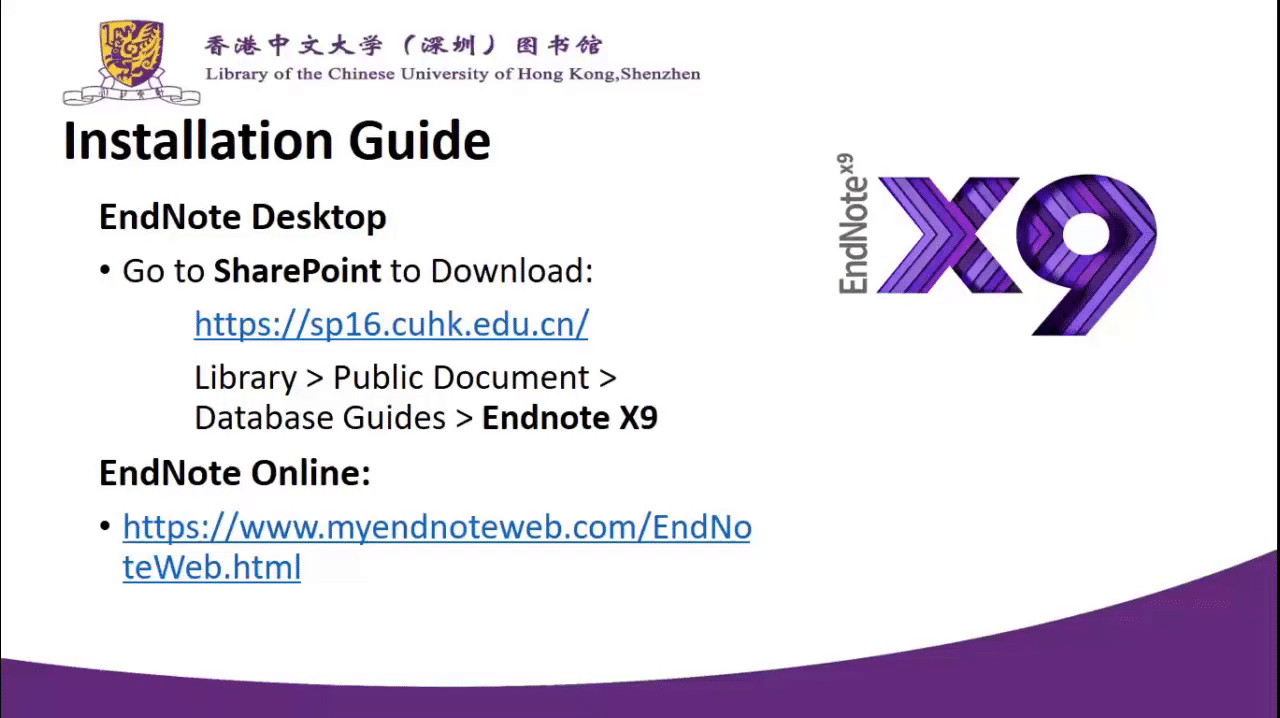 香港中文大学（深圳）图书馆
Library of the Chinese University of Hong Kong,Shenzhen
Installation Guide
EndNote Desktop
• Go to SharePoint to Download:
https://sp16.cuhk.edu.cn/
Library > Public Document >
Database Guides > Endnote X9
EndNote Online:
• https://www.myendnoteweb.com/EndNo
teWeb.html
EndNote x9
X9